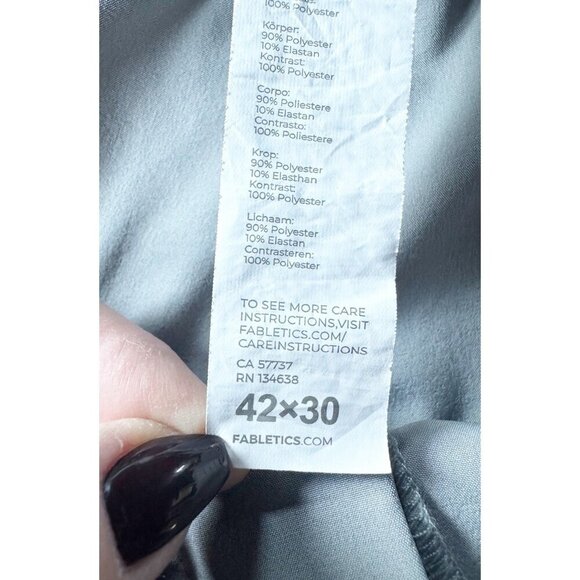 100% Polyester
Körper:
90% Polyester
10% Elastan
Kontrast:
100% Polyester
Corpo:
90% Poliestere
10% Elastan
Contrasto:
100% Poliestere
Krop:
90% Polyester
10% Elasthan
Kontrast:
100% Polyester
Lichaam:
90% Polyester
10% Elastan
Contrasteren:
100% Polyester
TO SEE MORE CARE
INSTRUCTIONS,VISIT
FABLETICS.COM/
CAREINSTRUCTIONS
CA 57737
RN 134638
42×30
FABLETICS.COM